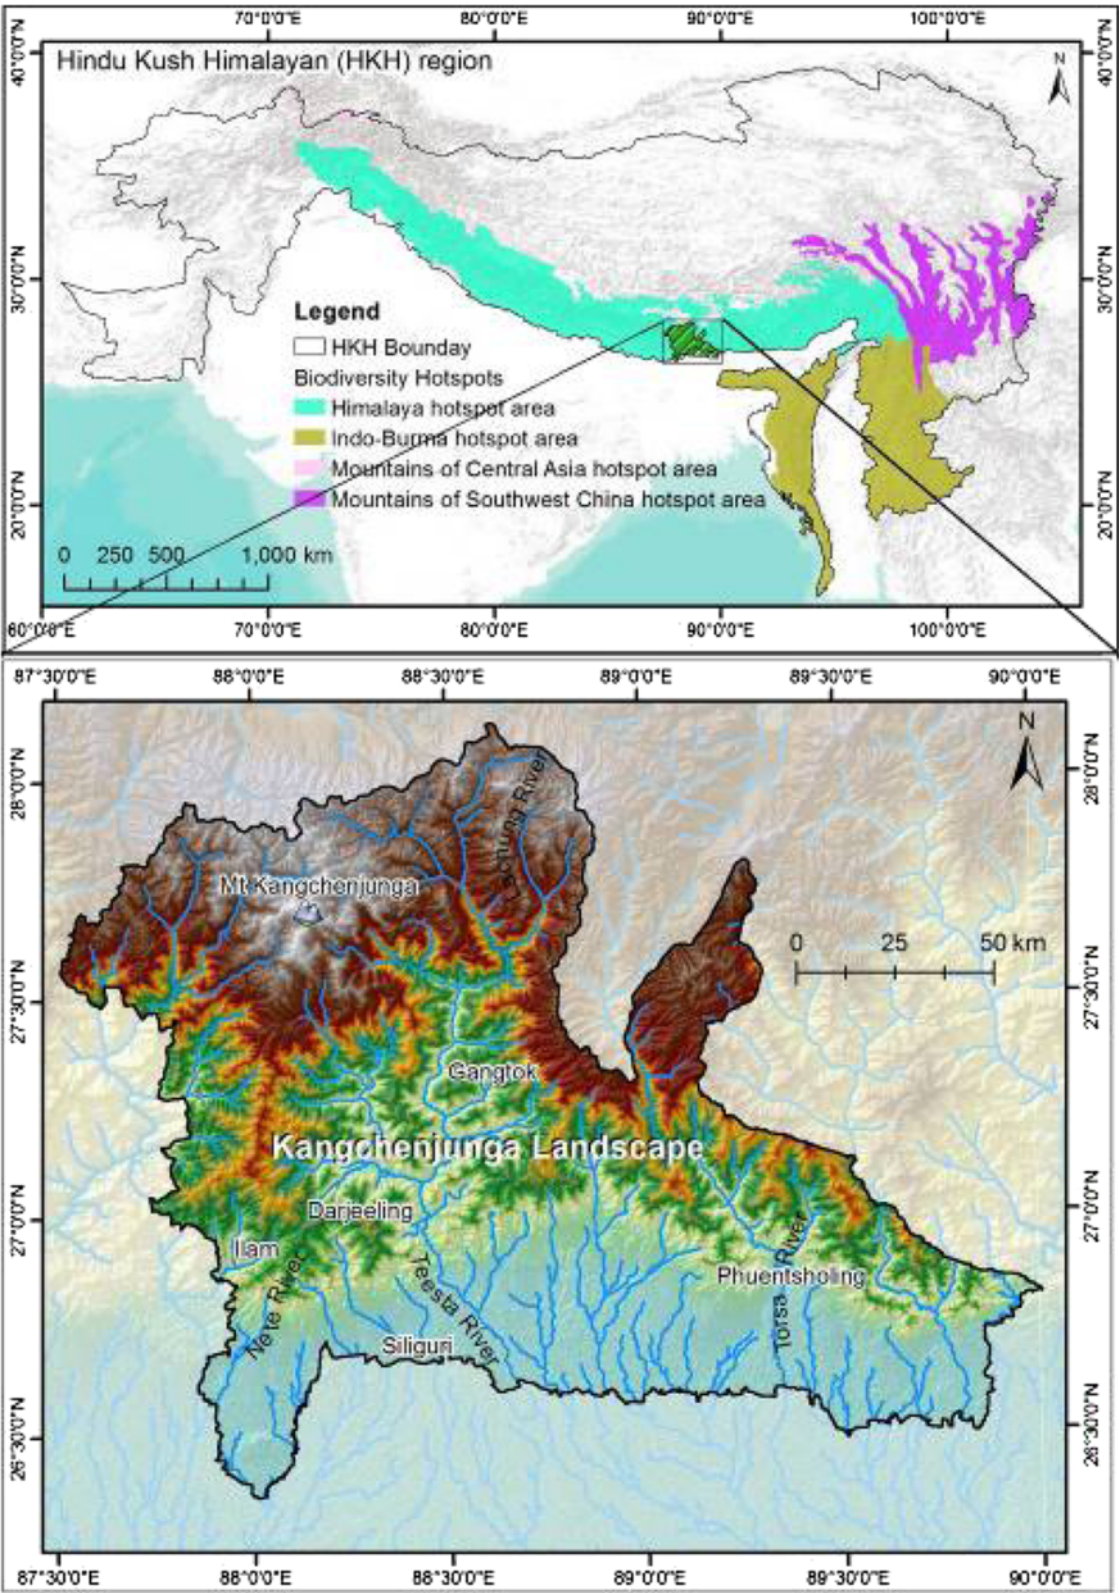 70°0'0"E 80°0'0"E 90°0'0"E 100°0'0"E
Hindu Kush Himalayan (HKH) region
N
40°0'0"N
40°0'0"N
30°0'0"N
30°0'0"N
20°0'0"N
20°0'0"N
Legend
HKH Bounday
Biodiversity Hotspots
Himalaya hotspot area
Indo-Burma hotspot area
Mountains of Central Asia hotspot area
Mountains of Southwest China hotspot area
0 250 500 1,000 km
60°0'0"E 70°0'0"E 80°0'0"E 90°0'0"E 100°0'0"E
87°30'0"E 88°0'0"E 88°30'0"E 89°0'0"E 89°30'0"E 90°0'0"E
N
28°0'0"N
28°0'0"N
Lachung River
Mt Kangchenjunga
0 25 50 km
27°30'0"N
27°30'0"N
Gangtok
Kangchenjunga Landscape
Darjeeling
27°0'0"N
27°0'0"N
Ilam
Phuentsholing
Torsa River
Teesta River
River
Siliguri
26°30'0"N
26°30'0"N
87°30'0"E 88°0'0"E 88°30'0"E 89°0'0"E 89°30'0"E 90°0'0"E